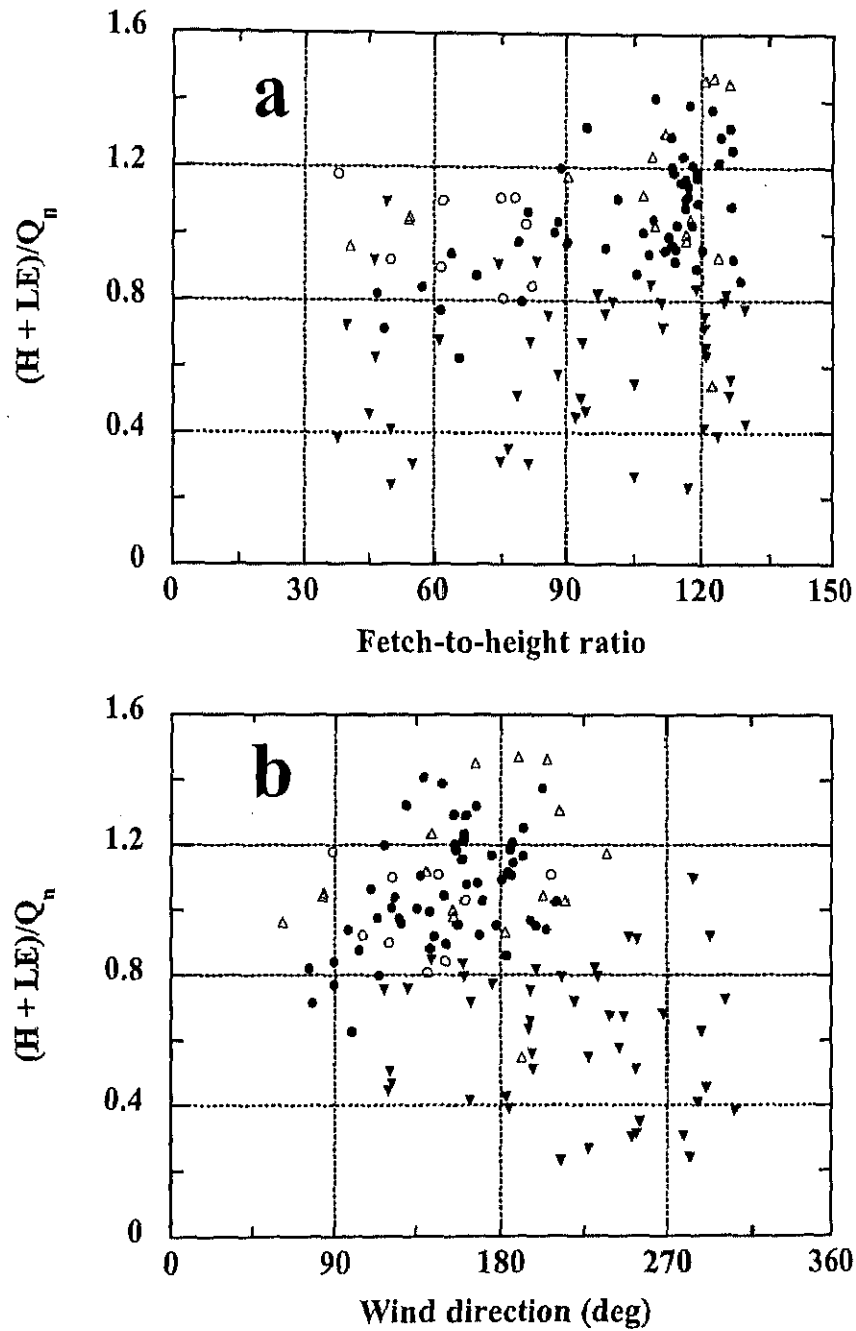 a
1.6
1.2
0.8
0.4
0
(H + LE)/Qn
0 30 60 90 120 150
Fetch-to-height ratio
b
1.6
1.2
0.8
0.4
0
(H + LE)/Qn
0 90 180 270 360
Wind direction (deg)